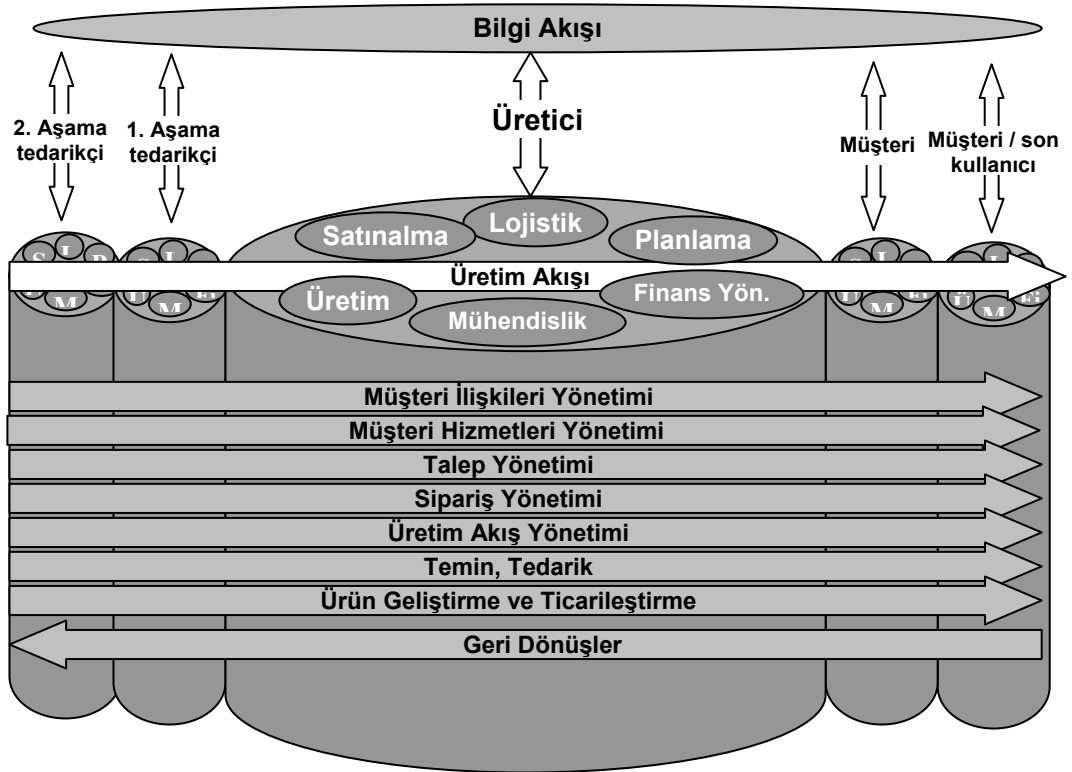 Bilgi Akışı
2. Aşama
tedarikçi
1. Aşama
tedarikçi
Üretici
Müşteri
Müşteri / son
kullanıcı
Satınalma
Lojistik
Planlama
Üretim Akışı
Üretim
Mühendislik
Finans Yön.
S L P
M
L
Ü M
L
Ü M
L
Ü M
Müşteri İlişkileri Yönetimi
Müşteri Hizmetleri Yönetimi
Talep Yönetimi
Sipariş Yönetimi
Üretim Akış Yönetimi
Temin, Tedarik
Ürün Geliştirme ve Ticarileştirme
Geri Dönüşler